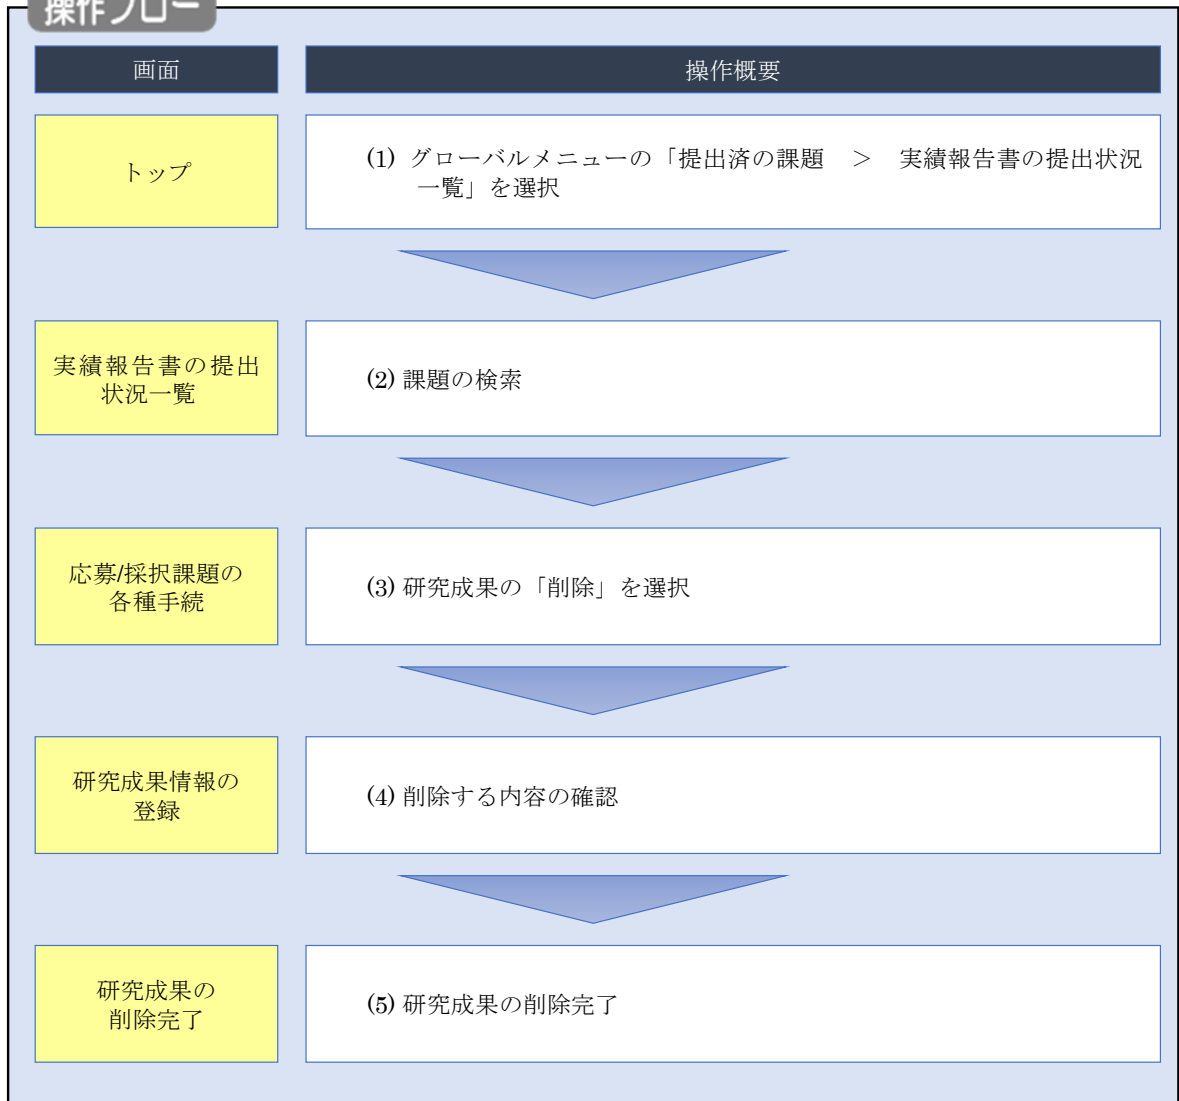 操作フロー
画面
操作概要
トップ
(1) グローバルメニューの「提出済の課題　＞　実績報告書の提出状況
一覧」を選択
実績報告書の提出
状況一覧
(2) 課題の検索
応募/採択課題の
各種手続
(3) 研究成果の「削除」を選択
研究成果情報の
登録
(4) 削除する内容の確認
研究成果の
削除完了
(5) 研究成果の削除完了